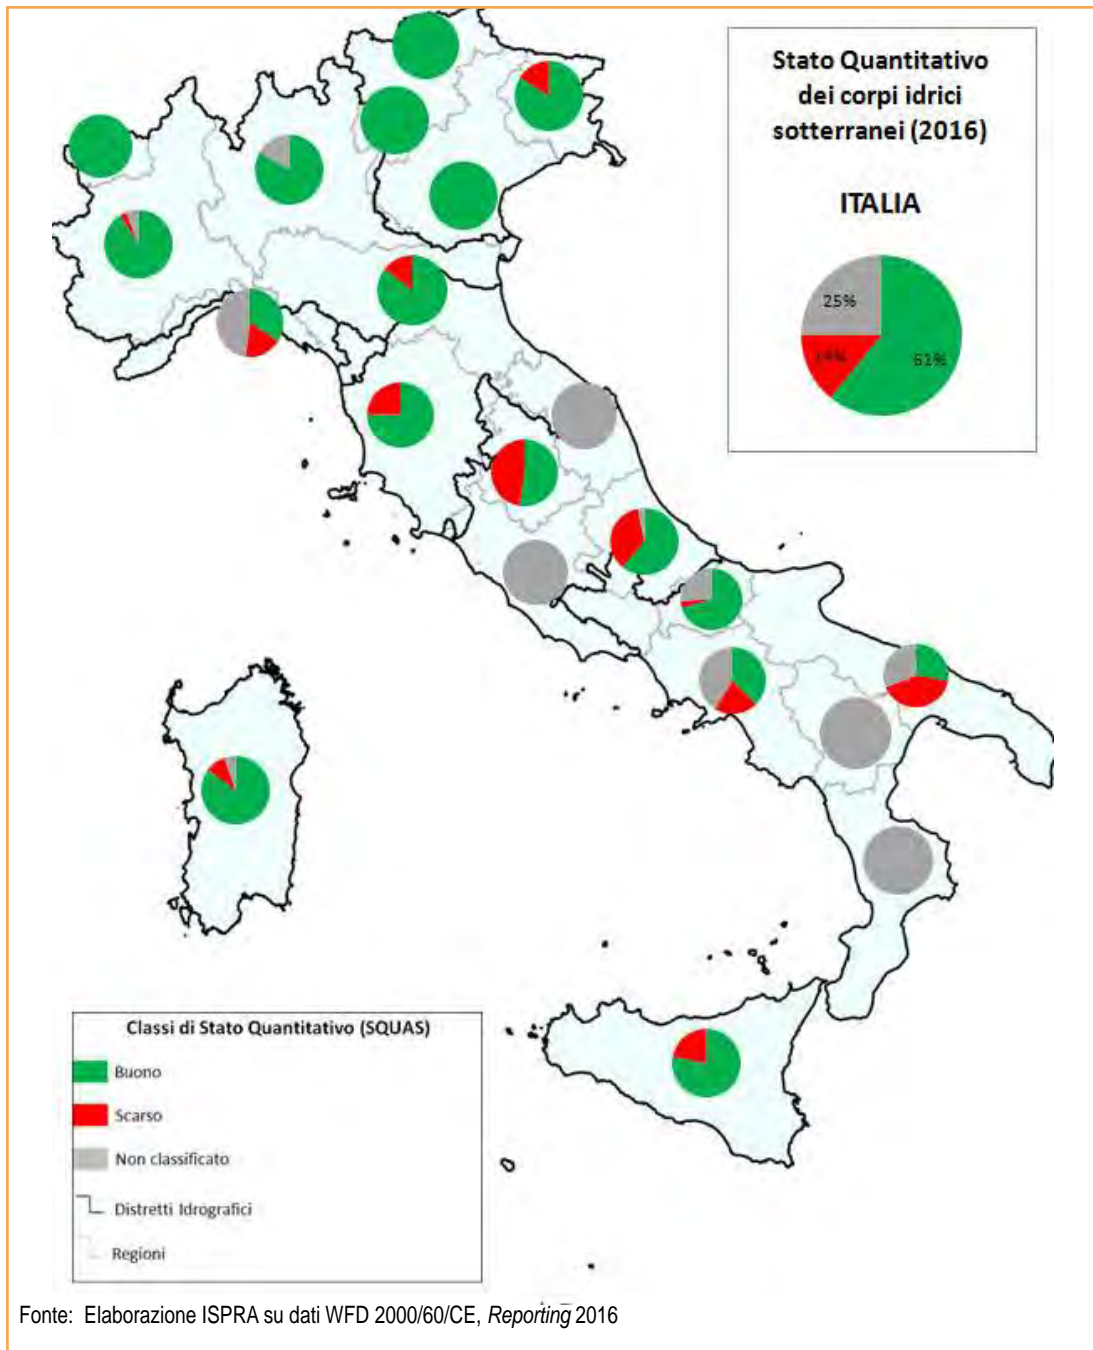 Stato Quantitativo
dei corpi idrici
sotterranei (2016)
ITALIA
25%
14%
61%
Classi di Stato Quantitativo (SQUAS)
Buono
Scarso
Non classificato
Distretti Idrografici
Regioni
Fonte: Elaborazione ISPRA su dati WFD 2000/60/CE, Reporting 2016